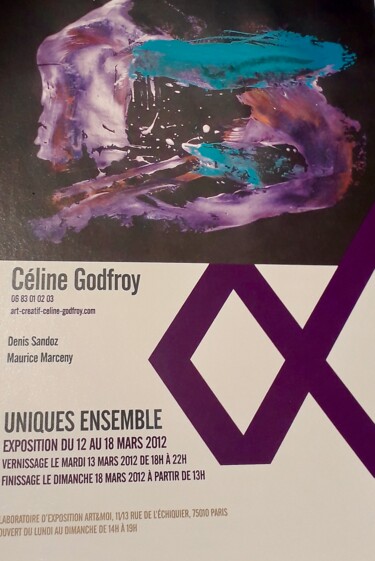 Céline Godfroy
06 83 01 02 03
art-creatif-celine-godfroy.com
Denis Sandoz
Maurice Marceny
UNIQUES ENSEMBLE
EXPOSITION DU 12 AU 18 MARS 2012
VERNISSAGE LE MARDI 13 MARS 2012 DE 18H À 22H
FINISSAGE LE DIMANCHE 18 MARS 2012 À PARTIR DE 13H
LABORATOIRE D'EXPOSITION ART&MOI, 11/13 RUE DE L'ÉCHIQUIER, 75010 PARIS
OUVERT DU LUNDI AU DIMANCHE DE 14H À 19H